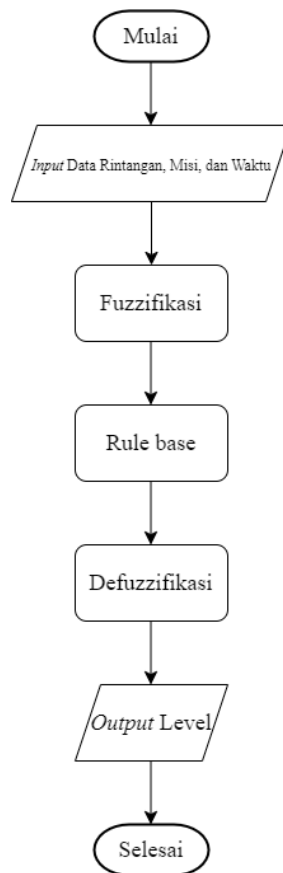 Mulai
Input Data Rintangan, Misi, dan Waktu
Fuzzifikasi
Rule base
Defuzzifikasi
Output Level
Selesai